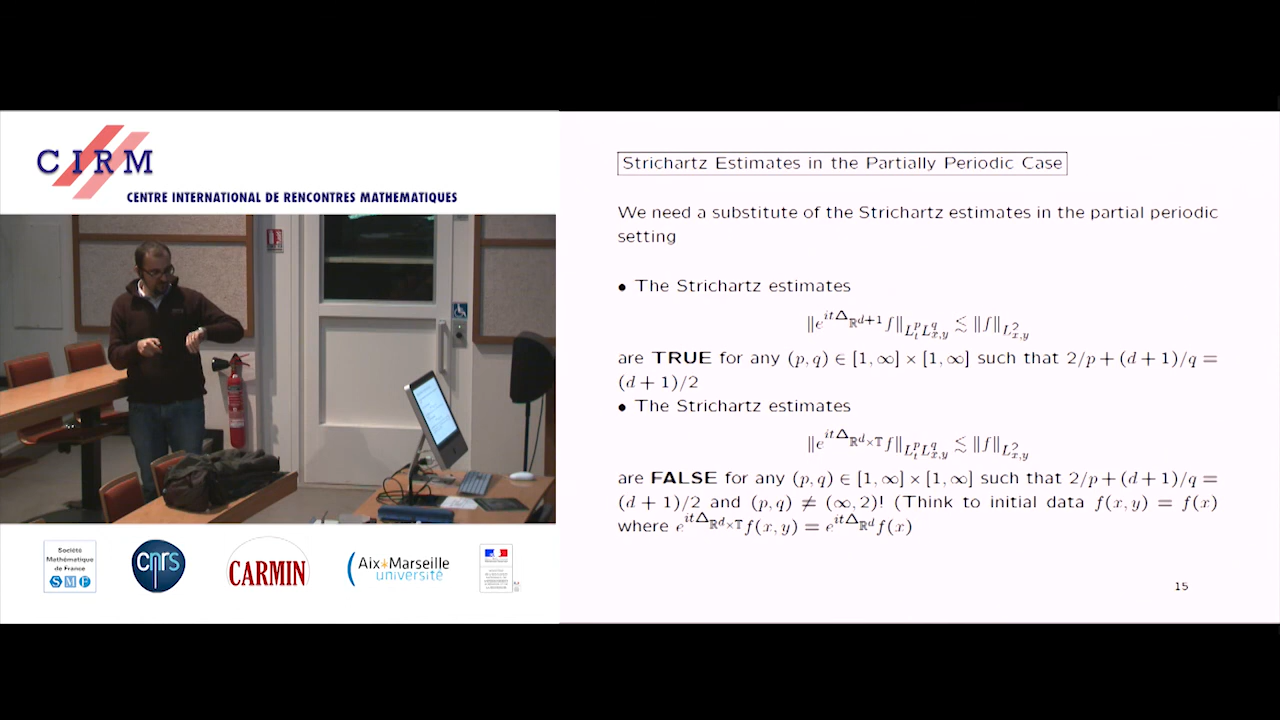 CIRM
CENTRE INTERNATIONAL DE RENCONTRES MATHEMATIQUES
Société
Mathématique
de France
SMF
cnrs
CARMIN
Aix*Marseille
université
Strichartz Estimates in the Partially Periodic Case
We need a substitute of the Strichartz estimates in the partial periodic
setting
• The Strichartz estimates
‖e^{itΔ_{ℝ^{d+1}}} f‖_{L^p_t L^q_{x,y}} ≲ ‖f‖_{L^2_{x,y}}
are TRUE for any (p, q) ∈ [1, ∞] × [1, ∞] such that 2/p + (d + 1)/q =
(d + 1)/2
• The Strichartz estimates
‖e^{itΔ_{ℝ^d×𝕋}} f‖_{L^p_t L^q_{x,y}} ≲ ‖f‖_{L^2_{x,y}}
are FALSE for any (p, q) ∈ [1, ∞] × [1, ∞] such that 2/p + (d + 1)/q =
(d + 1)/2 and (p, q) ≠ (∞, 2)! (Think to initial data f(x, y) = f(x)
where e^{itΔ_{ℝ^d×𝕋}} f(x, y) = e^{itΔ_{ℝ^d}} f(x)
15